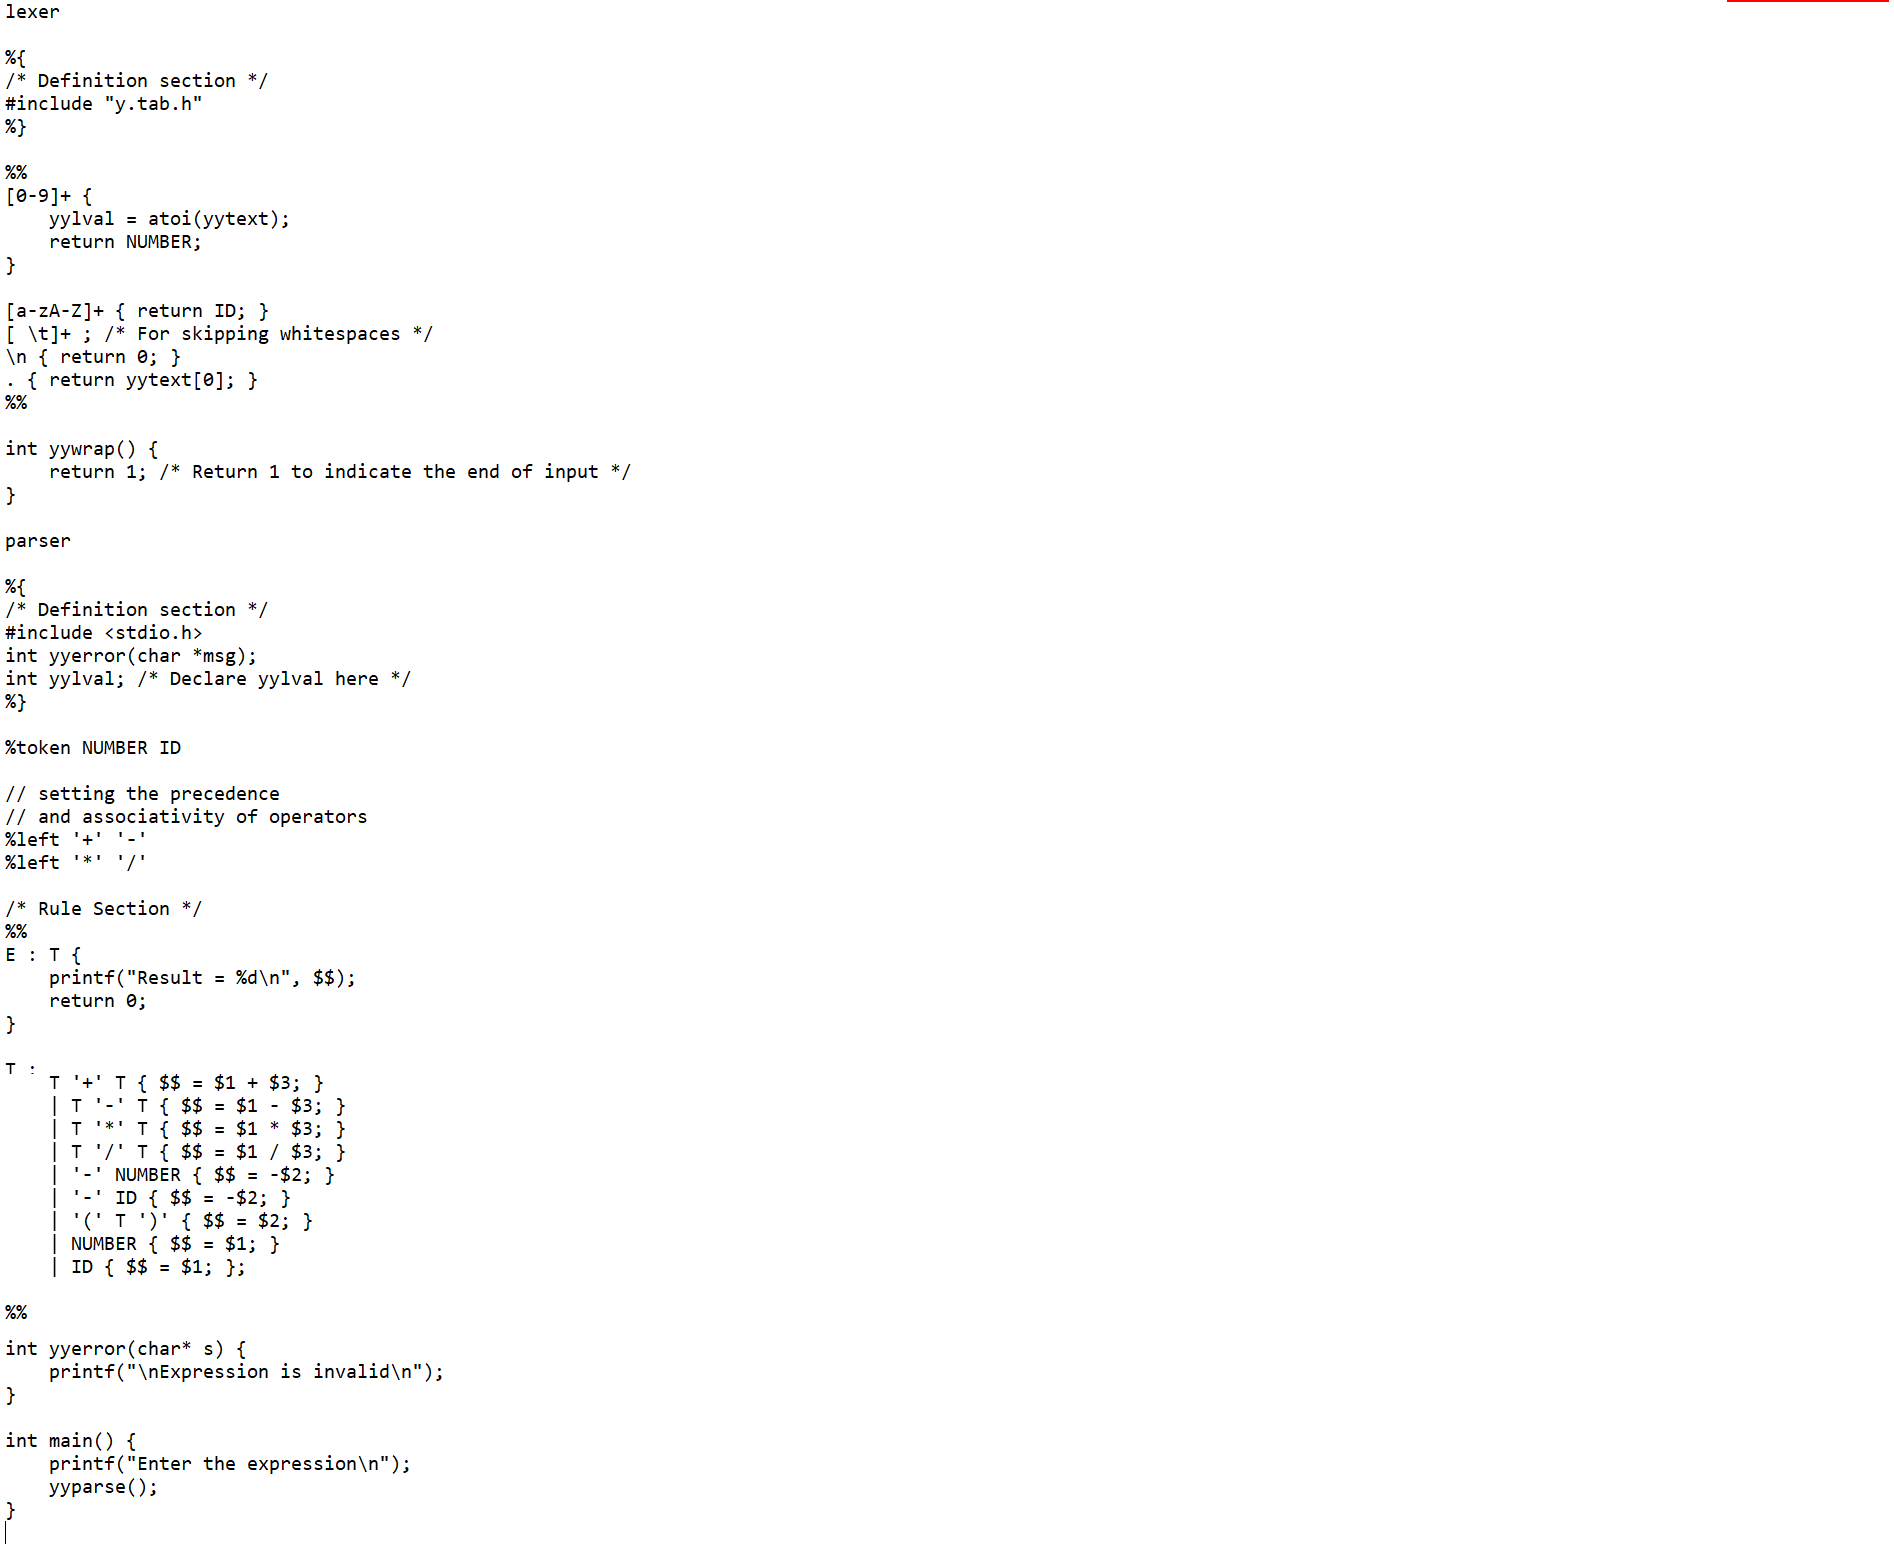 lexer
%{
/* Definition section */
#include "y.tab.h"
%}
%%
[0-9]+ {
    yylval = atoi(yytext);
    return NUMBER;
}
[a-zA-Z]+ { return ID; }
[ \t]+ ; /* For skipping whitespaces */
\n { return 0; }
. { return yytext[0]; }
%%
int yywrap() {
    return 1; /* Return 1 to indicate the end of input */
}
parser
%{
/* Definition section */
#include <stdio.h>
int yyerror(char *msg);
int yylval; /* Declare yylval here */
%}
%token NUMBER ID
// setting the precedence
// and associativity of operators
%left '+' '-'
%left '*' '/'
/* Rule Section */
%%
E : T {
    printf("Result = %d\n", $$);
    return 0;
}
T :
    T '+' T { $$ = $1 + $3; }
    | T '-' T { $$ = $1 - $3; }
    | T '*' T { $$ = $1 * $3; }
    | T '/' T { $$ = $1 / $3; }
    | '-' NUMBER { $$ = -$2; }
    | '-' ID { $$ = -$2; }
    | '(' T ')' { $$ = $2; }
    | NUMBER { $$ = $1; }
    | ID { $$ = $1; };
%%
int yyerror(char* s) {
    printf("\nExpression is invalid\n");
}
int main() {
    printf("Enter the expression\n");
    yyparse();
}